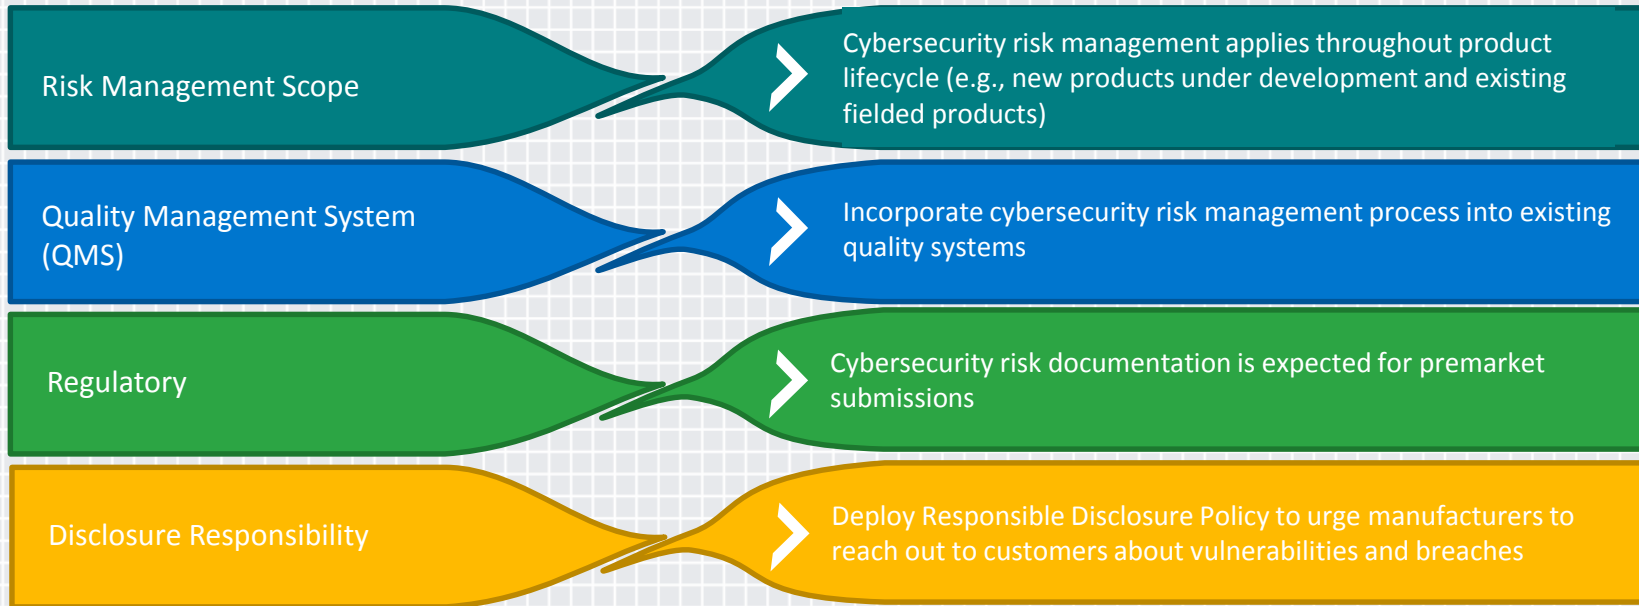 Risk Management Scope
Cybersecurity risk management applies throughout product
lifecycle (e.g., new products under development and existing
fielded products)
Quality Management System
(QMS)
Incorporate cybersecurity risk management process into existing
quality systems
Regulatory
Cybersecurity risk documentation is expected for premarket
submissions
Disclosure Responsibility
Deploy Responsible Disclosure Policy to urge manufacturers to
reach out to customers about vulnerabilities and breaches